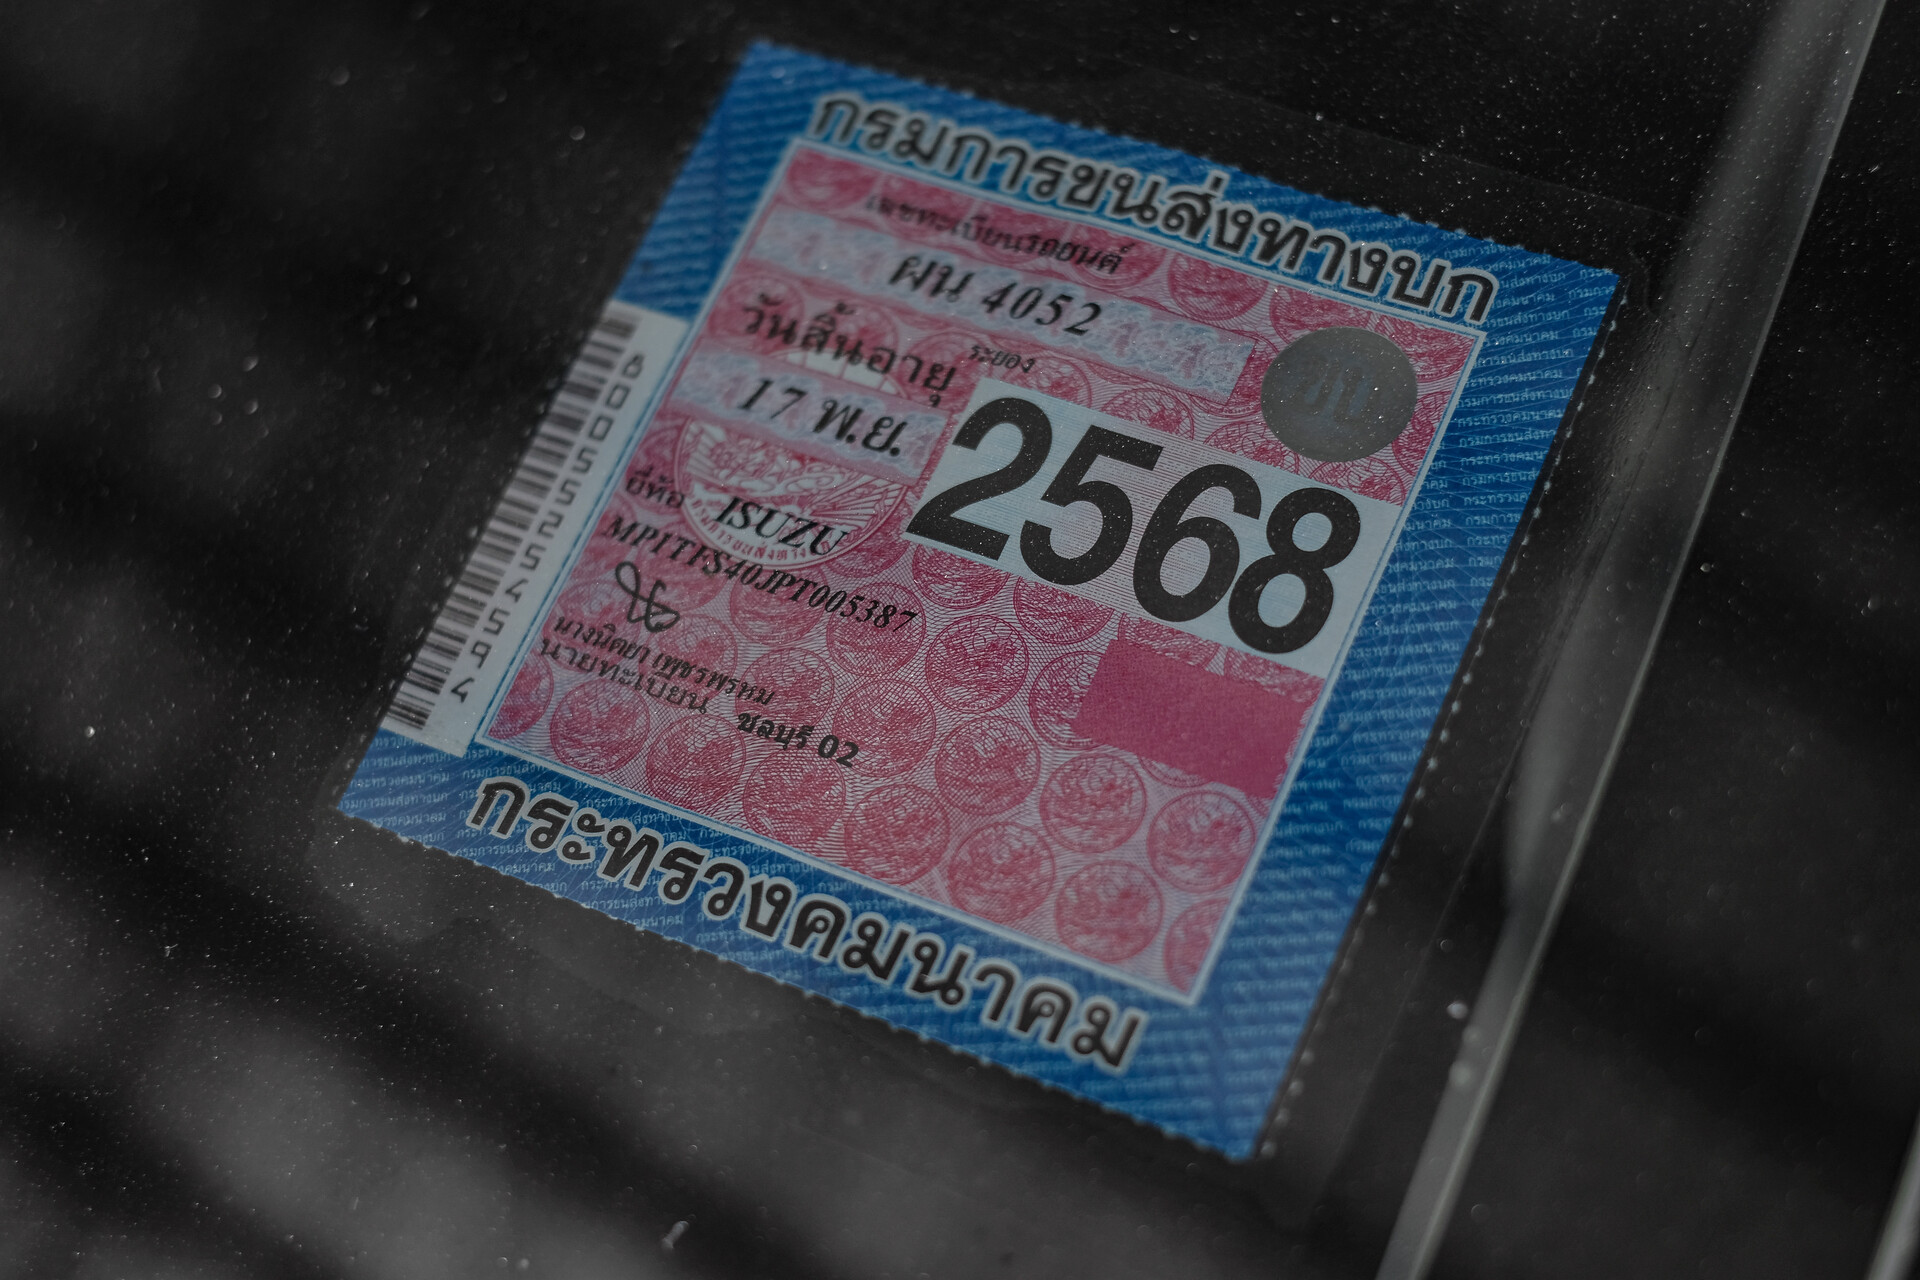 กรมการขนส่งทางบก
เลขทะเบียนรถยนต์
ผน 4052
ระยอง
วันสิ้นอายุ
17 พ.ย.
2568
ยี่ห้อ ISUZU
MP1TFS40JPT005387
นายทะเบียน
ชลบุรี 02
กระทรวงคมนาคม